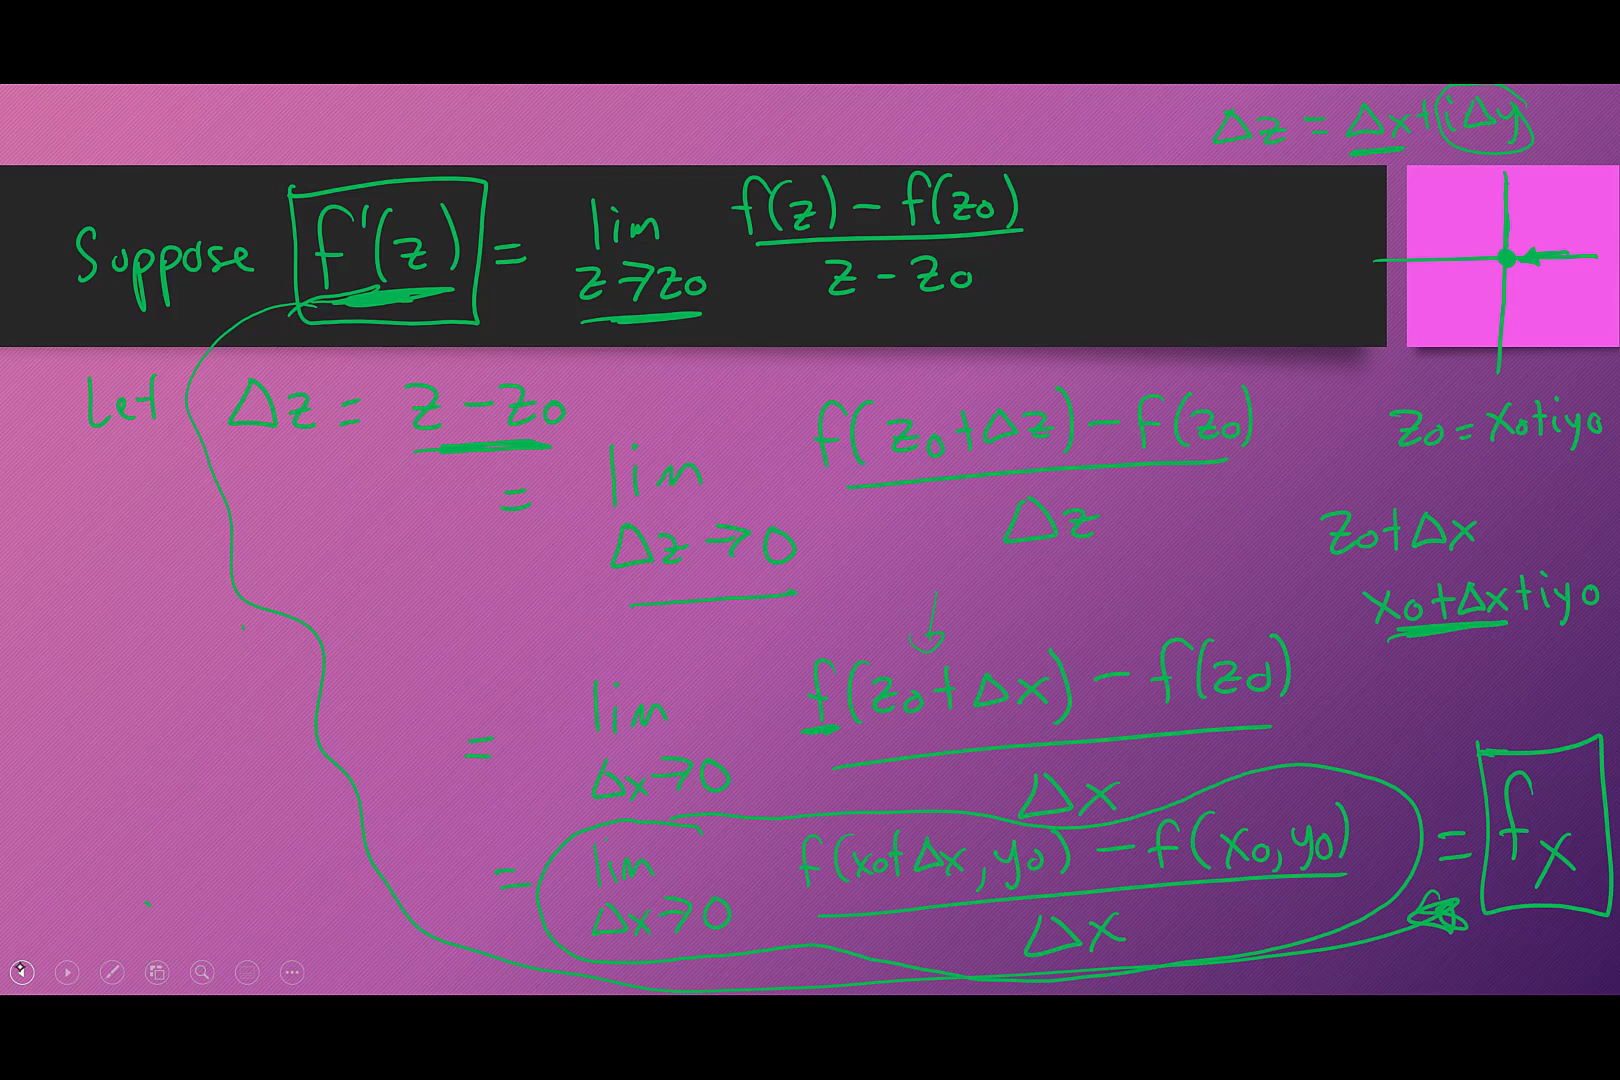 Δz = Δx + iΔy
Suppose f'(z) = lim z→z0 f(z) - f(z0) / z - z0
Let Δz = z - z0
= lim Δz→0 f(z0+Δz) - f(z0) / Δz
z0 = x0+iy0
z0+Δx
x0+Δx+iy0
= lim Δx→0 f(z0+Δx) - f(z0) / Δx
= lim Δx→0 f(x0+Δx, y0) - f(x0, y0) / Δx = fx